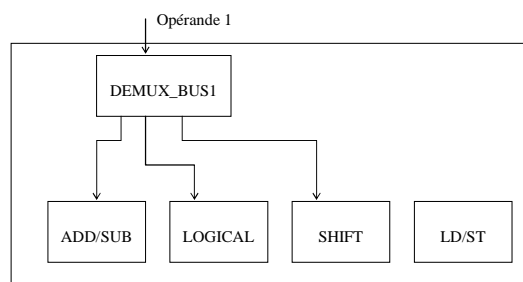 Opérande 1
DEMUX_BUS1
ADD/SUB
LOGICAL
SHIFT
LD/ST